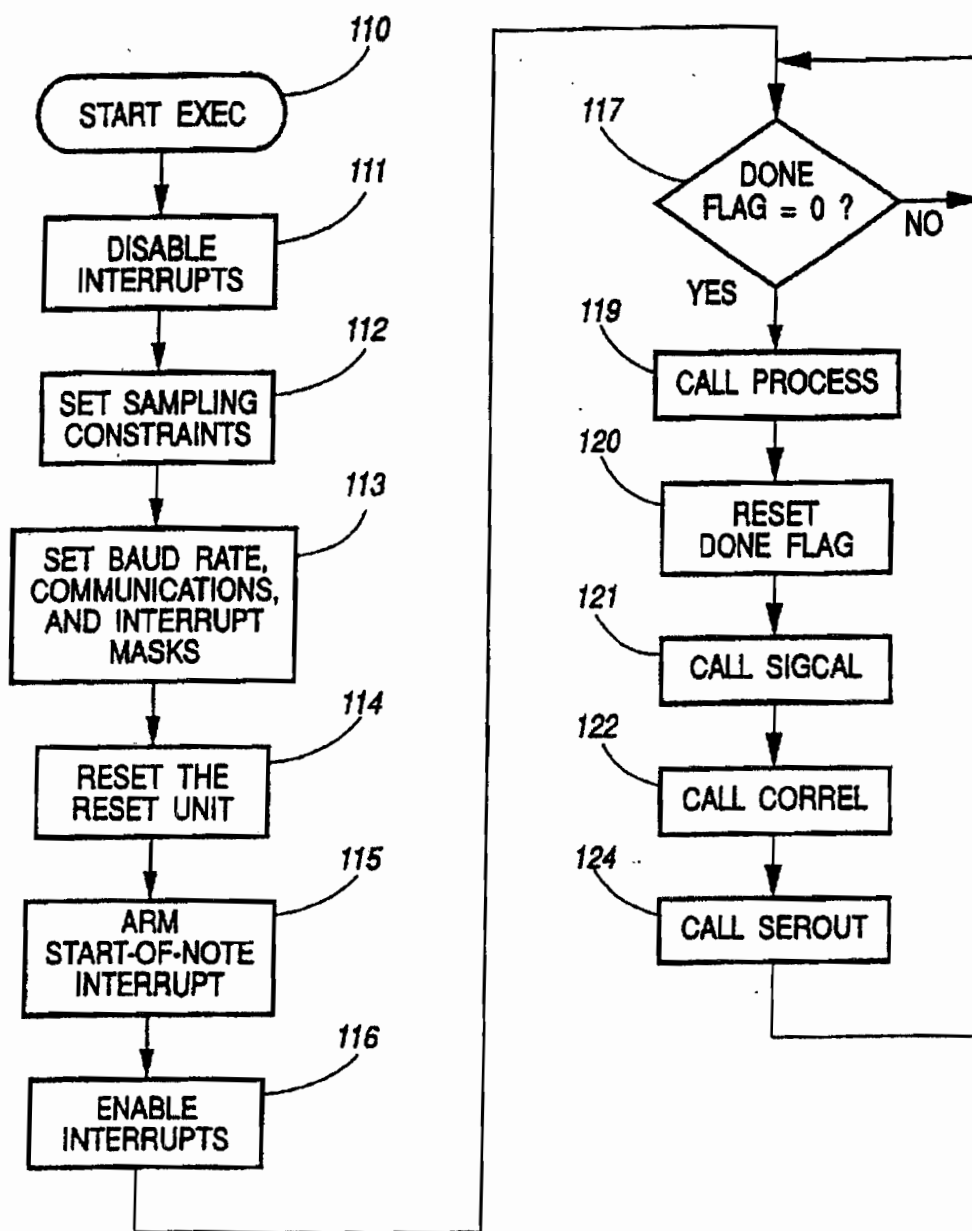 110
START EXEC
111
DISABLE
INTERRUPTS
112
SET SAMPLING
CONSTRAINTS
113
SET BAUD RATE,
COMMUNICATIONS,
AND INTERRUPT
MASKS
114
RESET THE
RESET UNIT
115
ARM
START-OF-NOTE
INTERRUPT
116
ENABLE
INTERRUPTS
117
DONE
FLAG = 0 ?
NO
YES
119
CALL PROCESS
120
RESET
DONE FLAG
121
CALL SIGCAL
122
CALL CORREL
124
CALL SEROUT